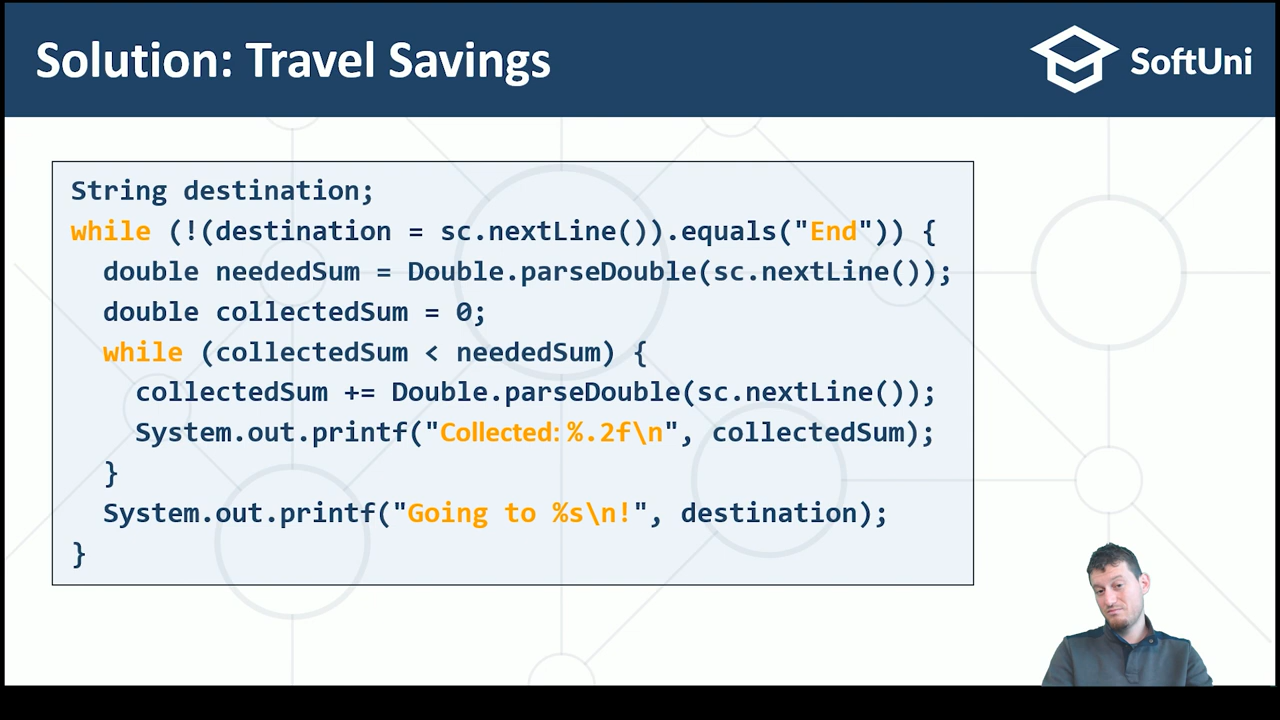 Solution: Travel Savings
SoftUni
String destination;
while (!(destination = sc.nextLine()).equals("End")) {
  double neededSum = Double.parseDouble(sc.nextLine());
  double collectedSum = 0;
  while (collectedSum < neededSum) {
    collectedSum += Double.parseDouble(sc.nextLine());
    System.out.printf("Collected: %.2f\n", collectedSum);
  }
  System.out.printf("Going to %s\n!", destination);
}